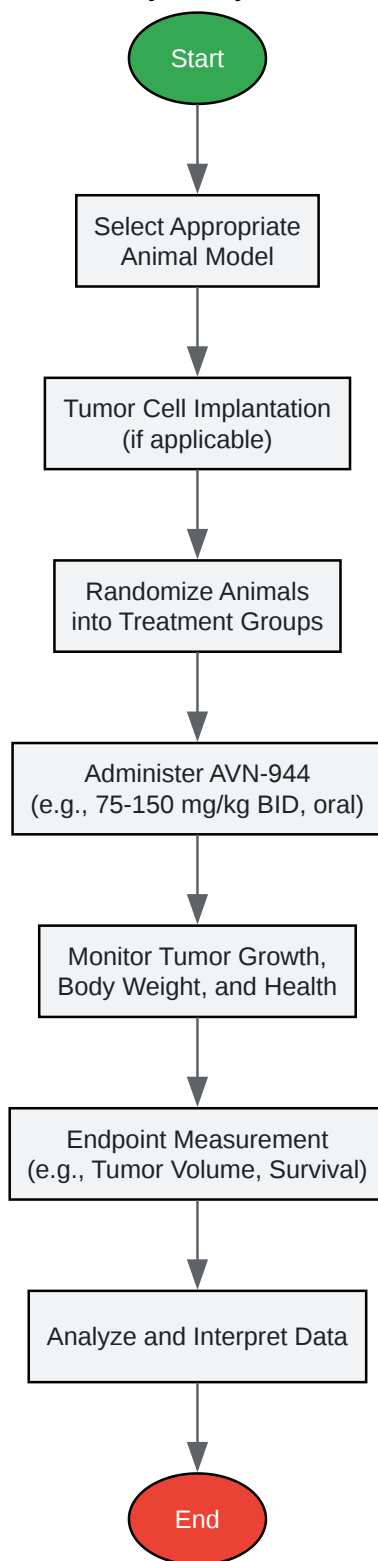 Start
Select Appropriate
Animal Model
Tumor Cell Implantation
(if applicable)
Randomize Animals
into Treatment Groups
Administer AVN-944
(e.g., 75-150 mg/kg BID, oral)
Monitor Tumor Growth,
Body Weight, and Health
Endpoint Measurement
(e.g., Tumor Volume, Survival)
Analyze and Interpret Data
End